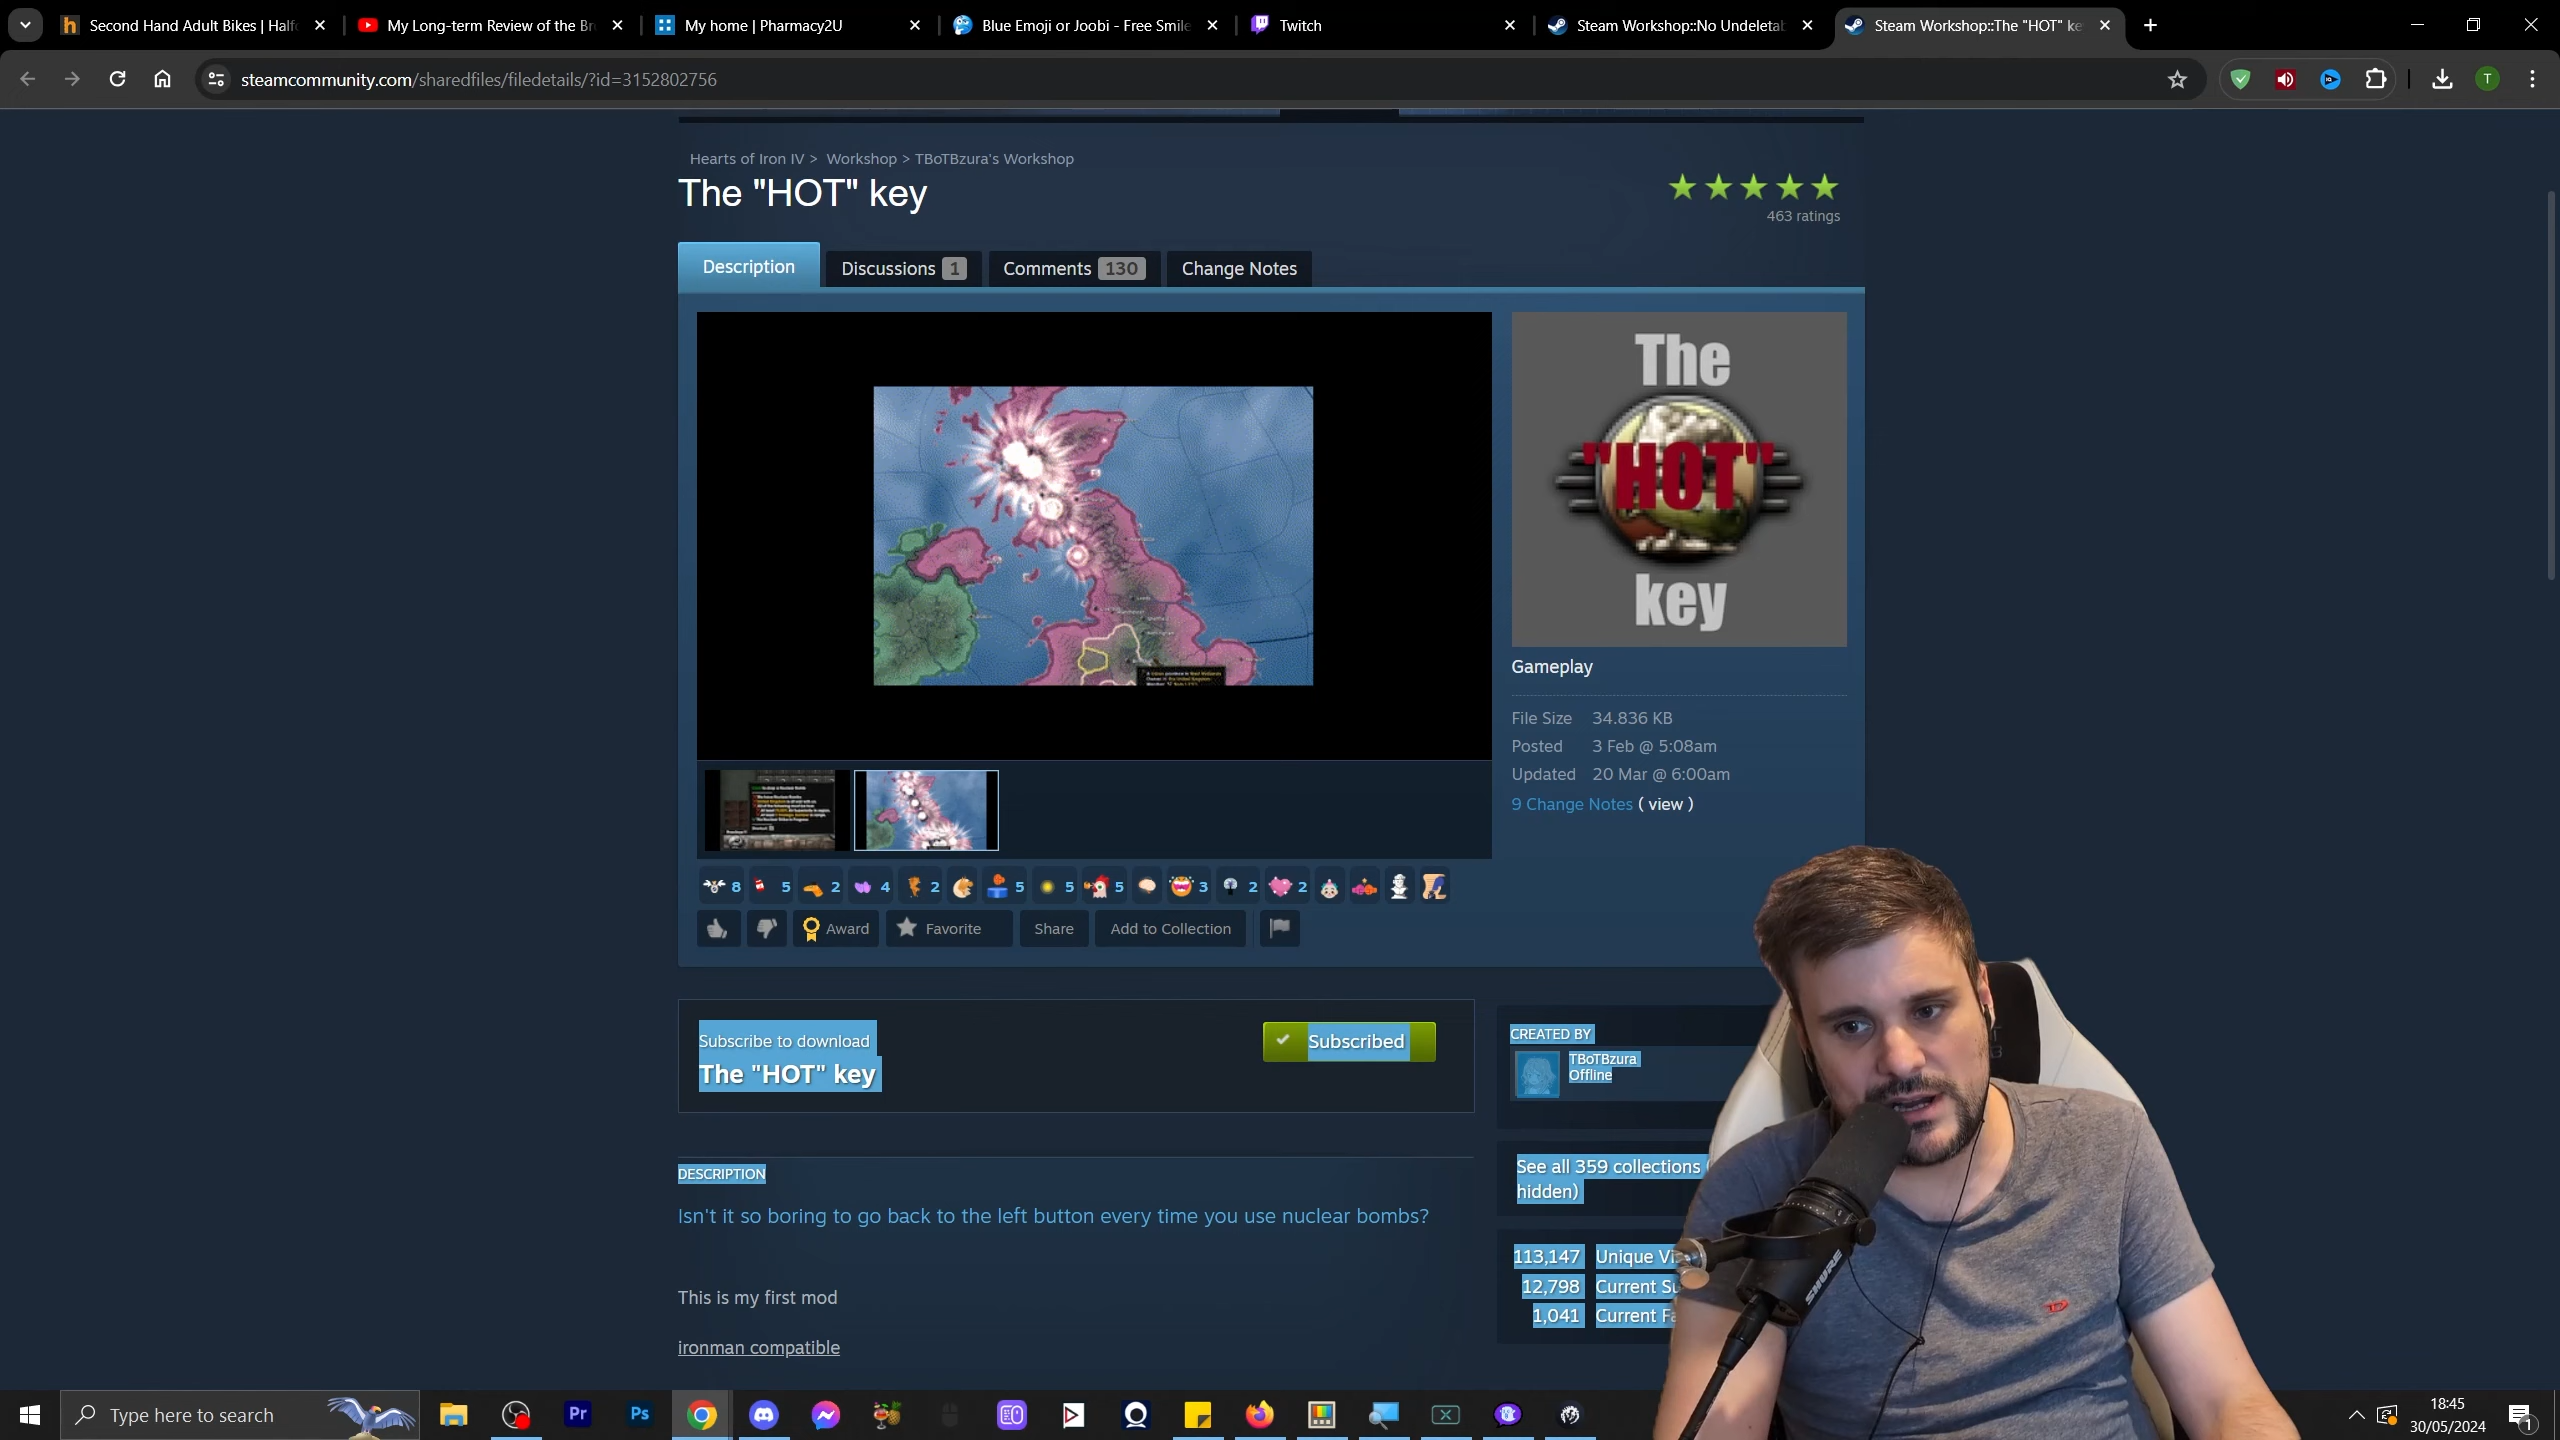 Second Hand Adult Bikes | Half
My Long-term Review of the Br
My home | Pharmacy2U
Blue Emoji or Joobi - Free Smile
Twitch
Steam Workshop::No Undeletab
Steam Workshop::The "HOT" ke
steamcommunity.com/sharedfiles/filedetails/?id=3152802756
T
Hearts of Iron IV > Workshop > TBoTBzura's Workshop
The "HOT" key
463 ratings
Description
Discussions 1
Comments 130
Change Notes
The
"HOT"
key
Gameplay
File Size 34.836 KB
Posted 3 Feb @ 5:08am
Updated 20 Mar @ 6:00am
9 Change Notes ( view )
8 5 2 4 2 5 5 5 3 2 2
Award
Favorite
Share
Add to Collection
Subscribe to download
The "HOT" key
Subscribed
CREATED BY
TBoTBzura
Offline
See all 359 collections (
hidden)
113,147 Unique Vi
12,798 Current Su
1,041 Current Fa
DESCRIPTION
Isn't it so boring to go back to the left button every time you use nuclear bombs?
This is my first mod
ironman compatible
SHURE
Type here to search
Pr
Ps
18:45
30/05/2024
1